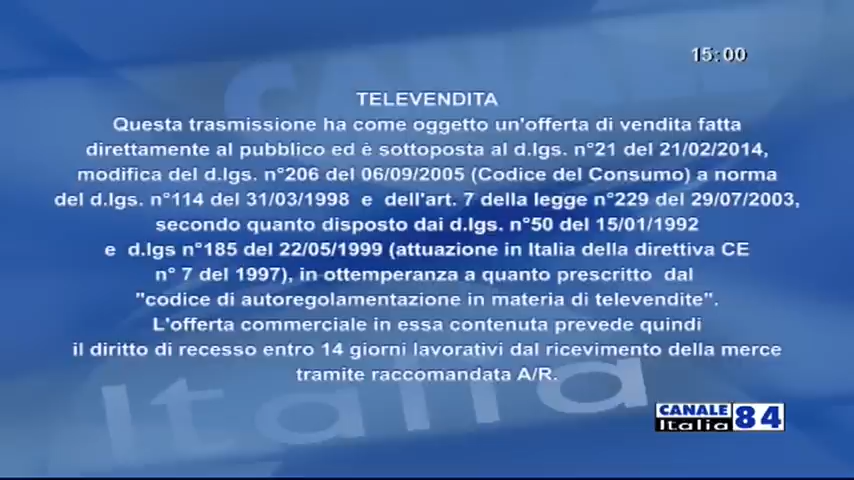 15:00
CANALE
TELEVENDITA
Questa trasmissione ha come oggetto un'offerta di vendita fatta
direttamente al pubblico ed è sottoposta al d.lgs. n°21 del 21/02/2014,
modifica del d.lgs. n°206 del 06/09/2005 (Codice del Consumo) a norma
del d.lgs. n°114 del 31/03/1998 e dell'art. 7 della legge n°229 del 29/07/2003,
secondo quanto disposto dai d.lgs. n°50 del 15/01/1992
e d.lgs n°185 del 22/05/1999 (attuazione in Italia della direttiva CE
n° 7 del 1997), in ottemperanza a quanto prescritto dal
"codice di autoregolamentazione in materia di televendite".
L'offerta commerciale in essa contenuta prevede quindi
il diritto di recesso entro 14 giorni lavorativi dal ricevimento della merce
tramite raccomandata A/R.
Italia
CANALE 84
Italia